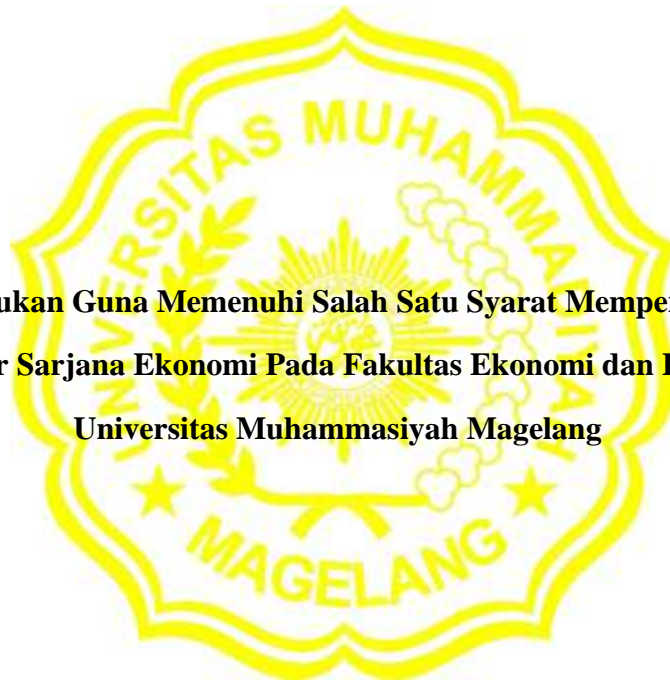 UNIVERSITAS MUHAMMADIYAH
ukan Guna Memenuhi Salah Satu Syarat Mempe
r Sarjana Ekonomi Pada Fakultas Ekonomi dan
Universitas Muhammasiyah Magelang
MAGELANG